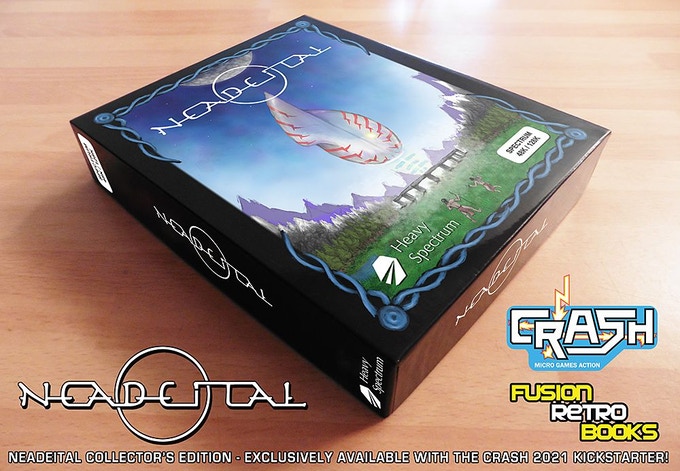 NEADEITAL
SPECTRUM
48K / 128K
Heavy
Spectrum
NEADEITAL
NEADEITAL
Heavy
Spectrum
CRASH
MICRO GAMES ACTION
NEADEITAL
FUSION
RETRO
BOOKS
NEADEITAL COLLECTOR'S EDITION - EXCLUSIVELY AVAILABLE WITH THE CRASH 2021 KICKSTARTER!